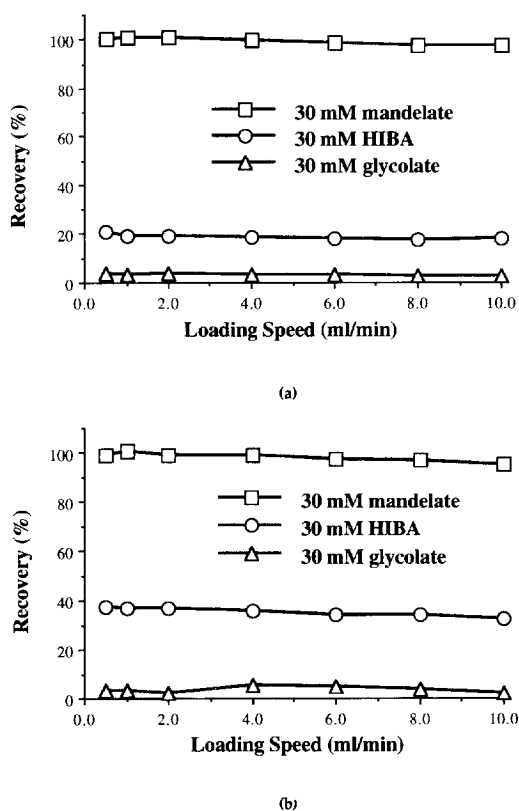 100
80
60
40
20
0
Recovery (%)
30 mM mandelate
30 mM HIBA
30 mM glycolate
0.0 2.0 4.0 6.0 8.0 10.0
Loading Speed (ml/min)
(a)
100
80
60
40
20
0
Recovery (%)
30 mM mandelate
30 mM HIBA
30 mM glycolate
0.0 2.0 4.0 6.0 8.0 10.0
Loading Speed (ml/min)
(b)